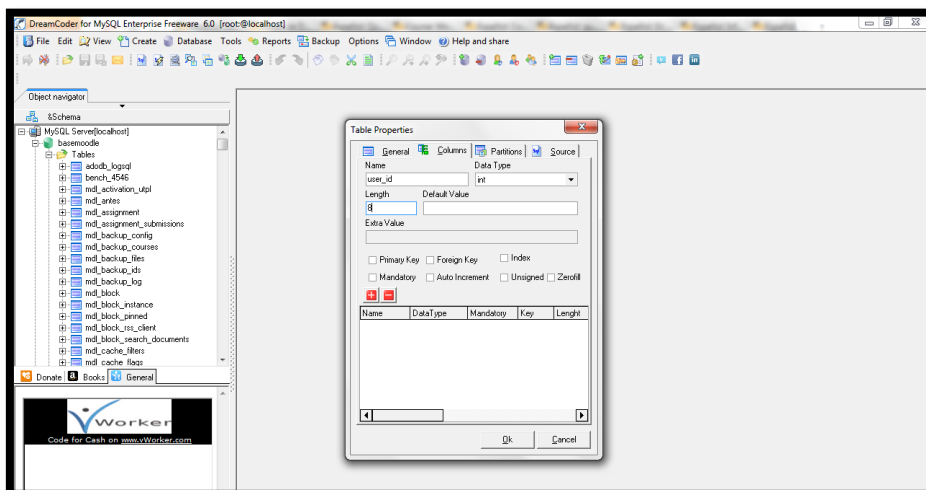 DreamCoder for MySQL Enterprise Freeware 6.0 [root:@localhost]
File Edit View Create Database Tools Reports Backup Options Windows Help and share
Object navigator
&Schema
MySQL Server[localhost]
basemoodle
Tables
adodb_logsql
bench_4546
mdl_activation_utpl
mdl_antes
mdl_assignment
mdl_assignment_submissions
mdl_backup_config
mdl_backup_courses
mdl_backup_files
mdl_backup_ids
mdl_backup_log
mdl_block
mdl_block_instance
mdl_block_pinned
mdl_block_rss_client
mdl_block_search_documents
mdl_cache_filters
mdl_cache_flags
Donate Books General
vWorker
Code for Cash on www.vWorker.com
Table Properties
General Columns Partitions Source
Name Data Type
user_id int
Length Default Value
8
Extra Value
Primary Key Foreign Key Index
Mandatory Auto Increment Unsigned Zerofill
Name DataType Mandatory Key Lenght
Ok Cancel